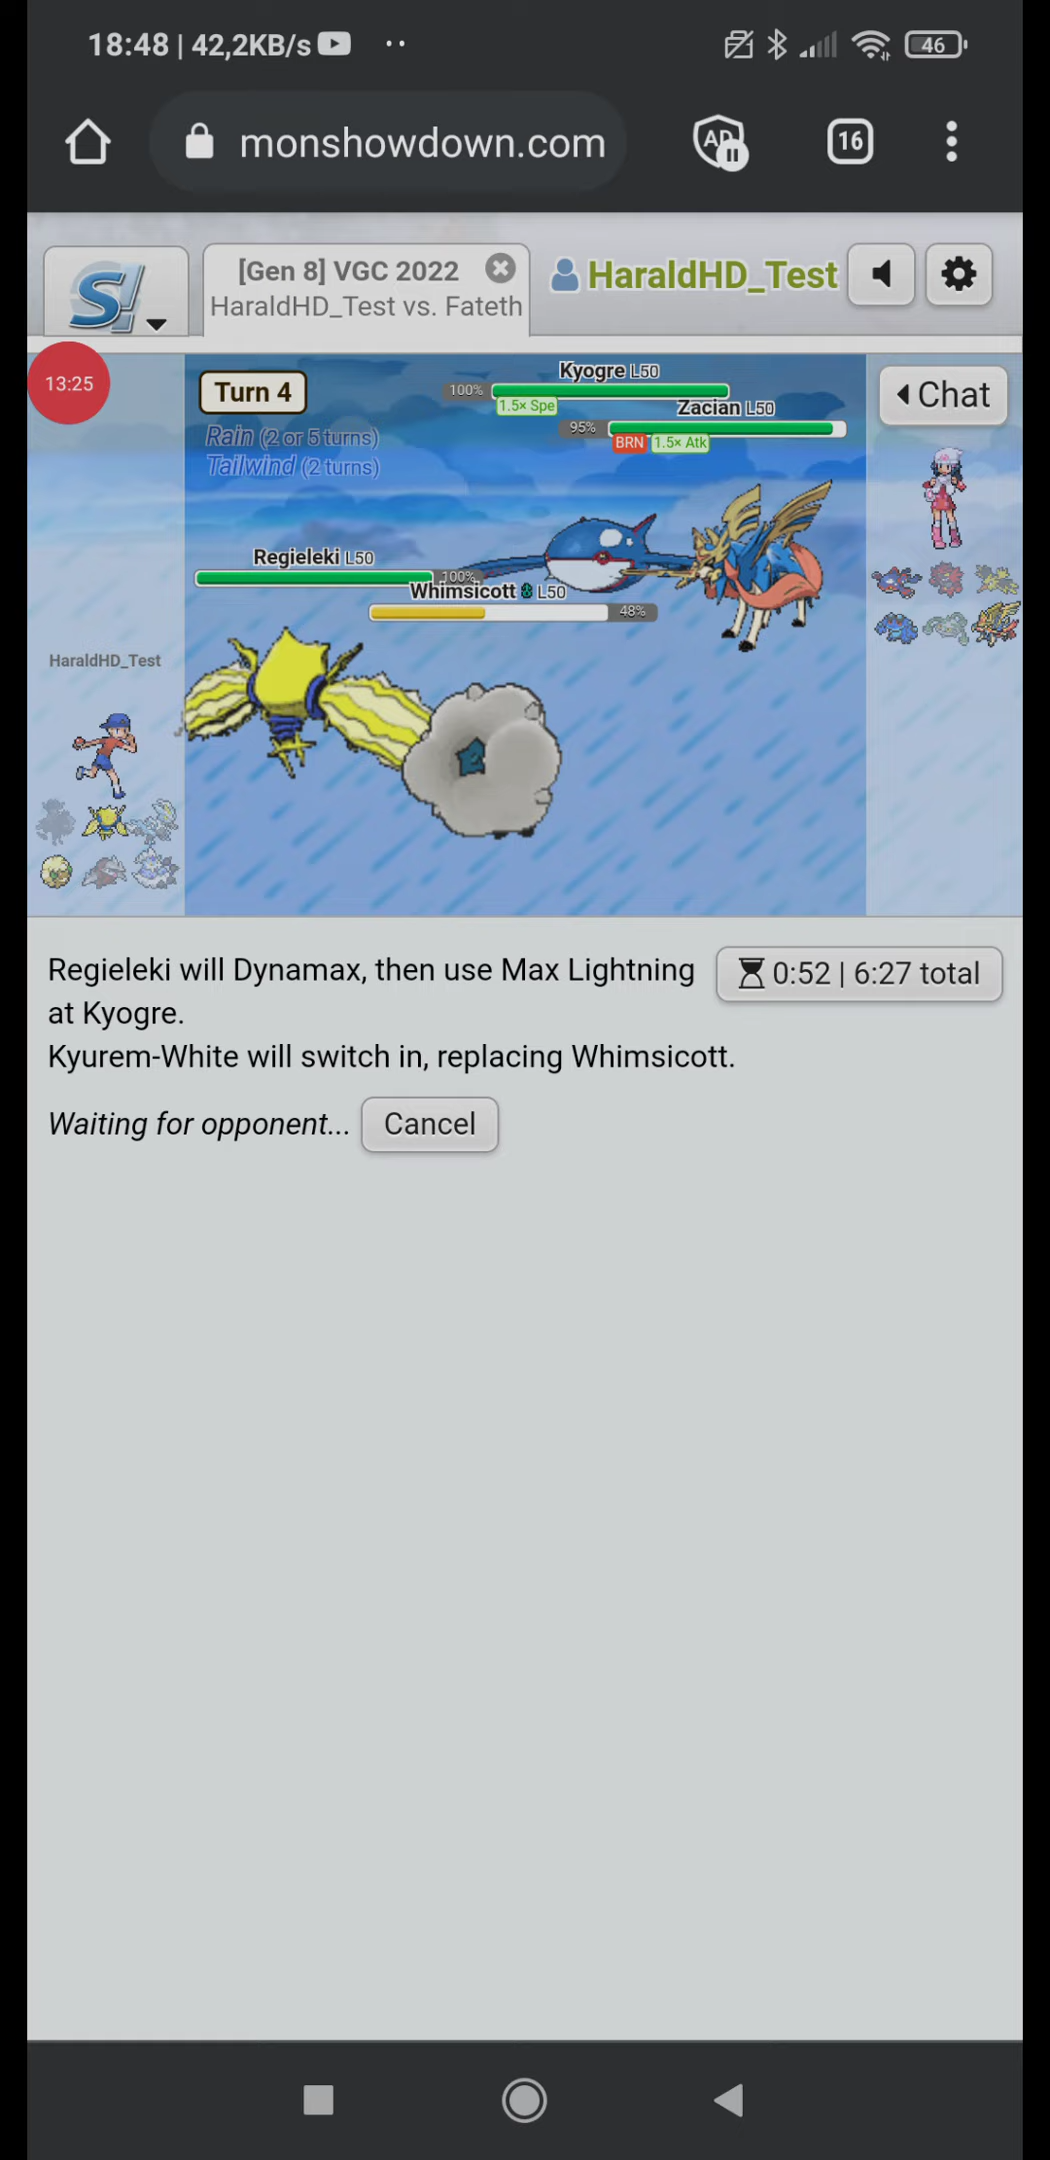 18:48 | 42,2KB/s
46
monshowdown.com
AD
16
S!
[Gen 8] VGC 2022
HaraldHD_Test vs. Fateth
HaraldHD_Test
13:25
Turn 4
Rain (2 or 5 turns)
Tailwind (2 turns)
Kyogre L50
100%
1.5× Spe
Zacian L50
95%
BRN 1.5× Atk
Chat
Regieleki L50
100%
Whimsicott L50
48%
HaraldHD_Test
Regieleki will Dynamax, then use Max Lightning
at Kyogre.
0:52 | 6:27 total
Kyurem-White will switch in, replacing Whimsicott.
Waiting for opponent... Cancel